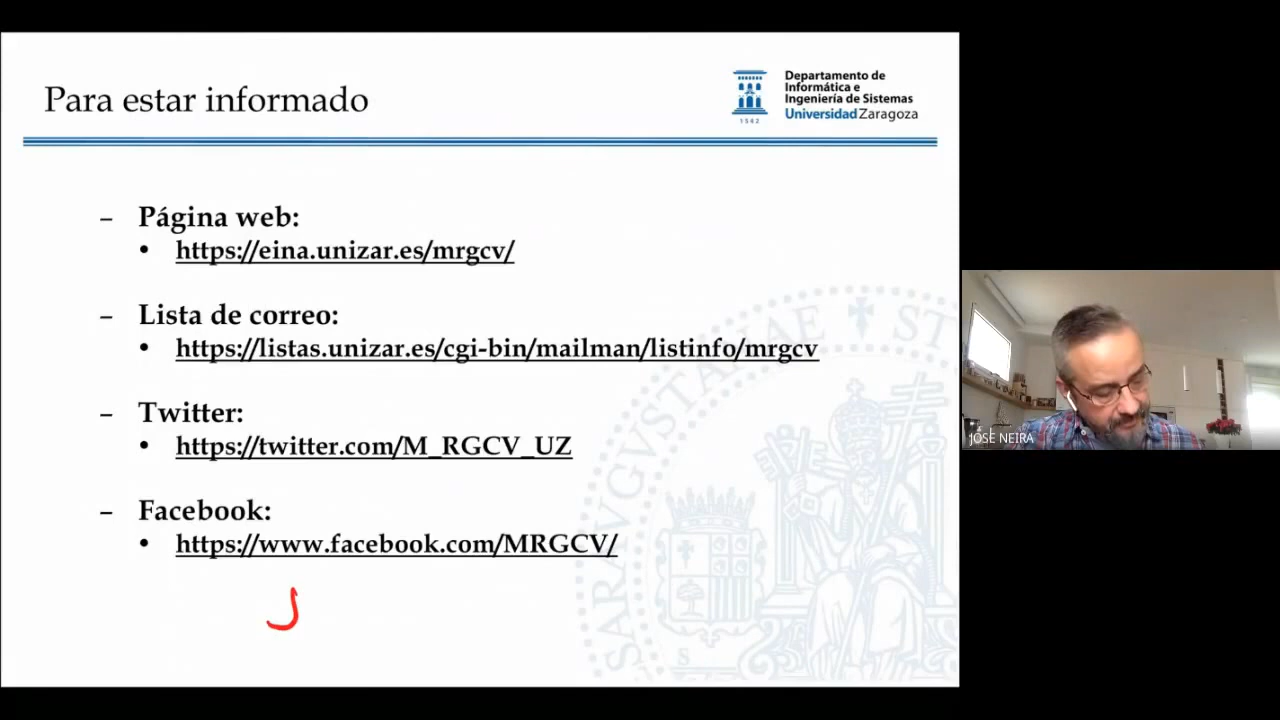 Para estar informado
Departamento de
Informática e
Ingeniería de Sistemas
Universidad Zaragoza
1542
– Página web:
• https://eina.unizar.es/mrgcv/
– Lista de correo:
• https://listas.unizar.es/cgi-bin/mailman/listinfo/mrgcv
– Twitter:
• https://twitter.com/M_RGCV_UZ
– Facebook:
• https://www.facebook.com/MRGCV/
J
JOSE NEIRA